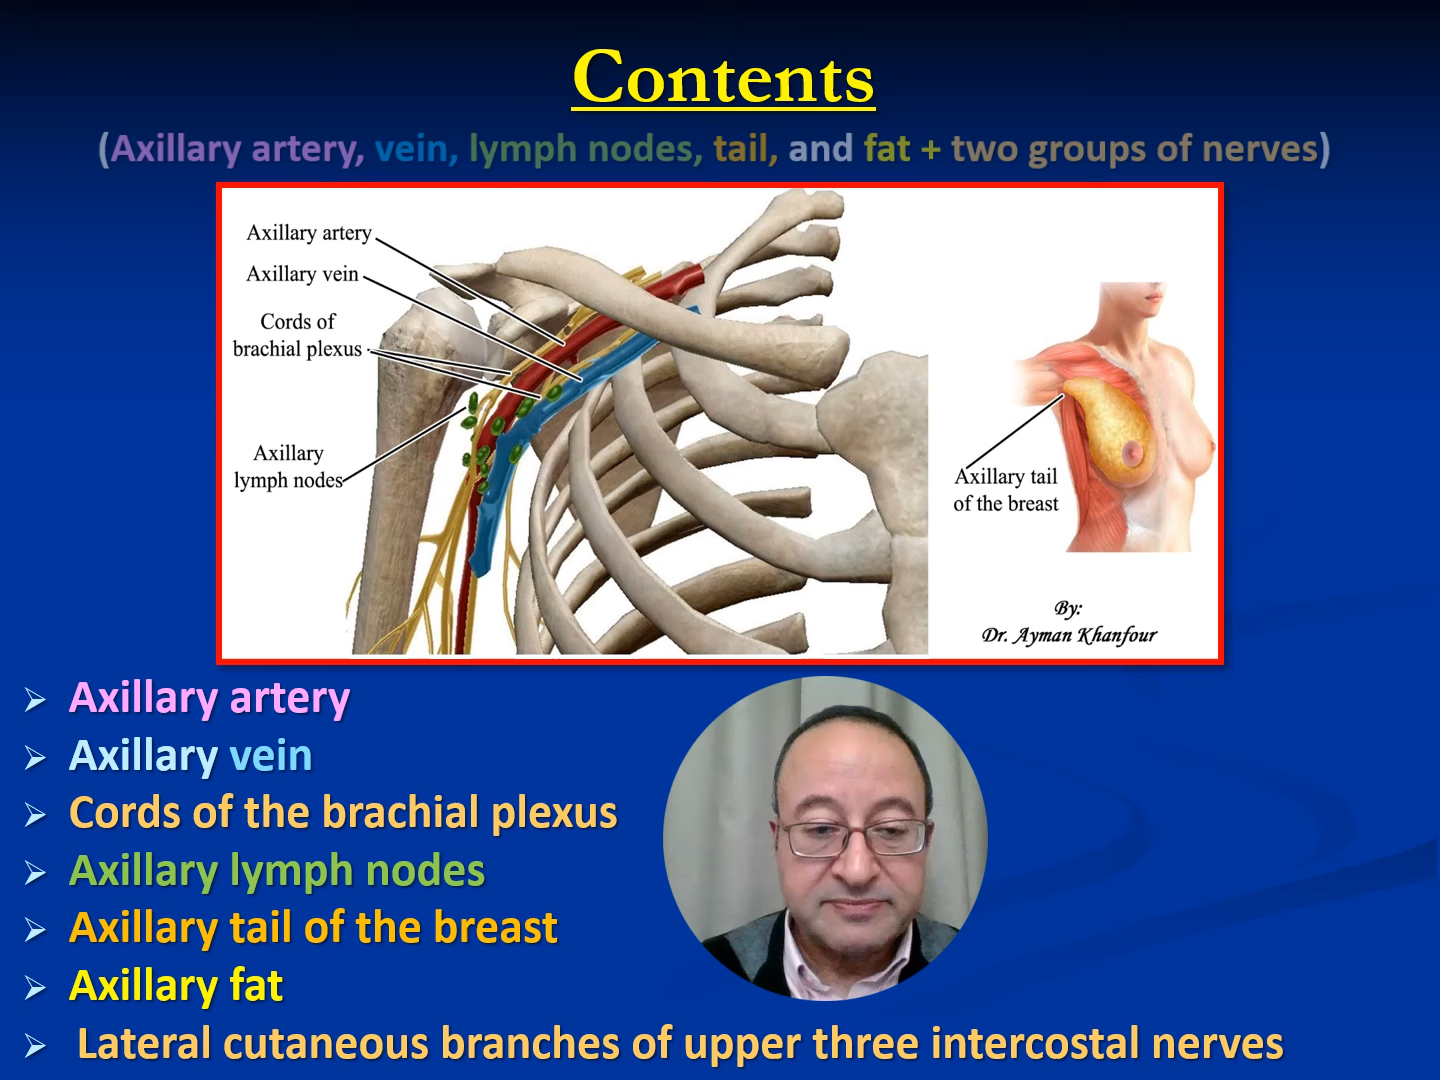 Contents
(Axillary artery, vein, lymph nodes, tail, and fat + two groups of nerves)
Axillary artery
Axillary vein
Cords of
brachial plexus
Axillary
lymph nodes
Axillary tail
of the breast
By:
Dr. Ayman Khanfour
Axillary artery
Axillary vein
Cords of the brachial plexus
Axillary lymph nodes
Axillary tail of the breast
Axillary fat
Lateral cutaneous branches of upper three intercostal nerves